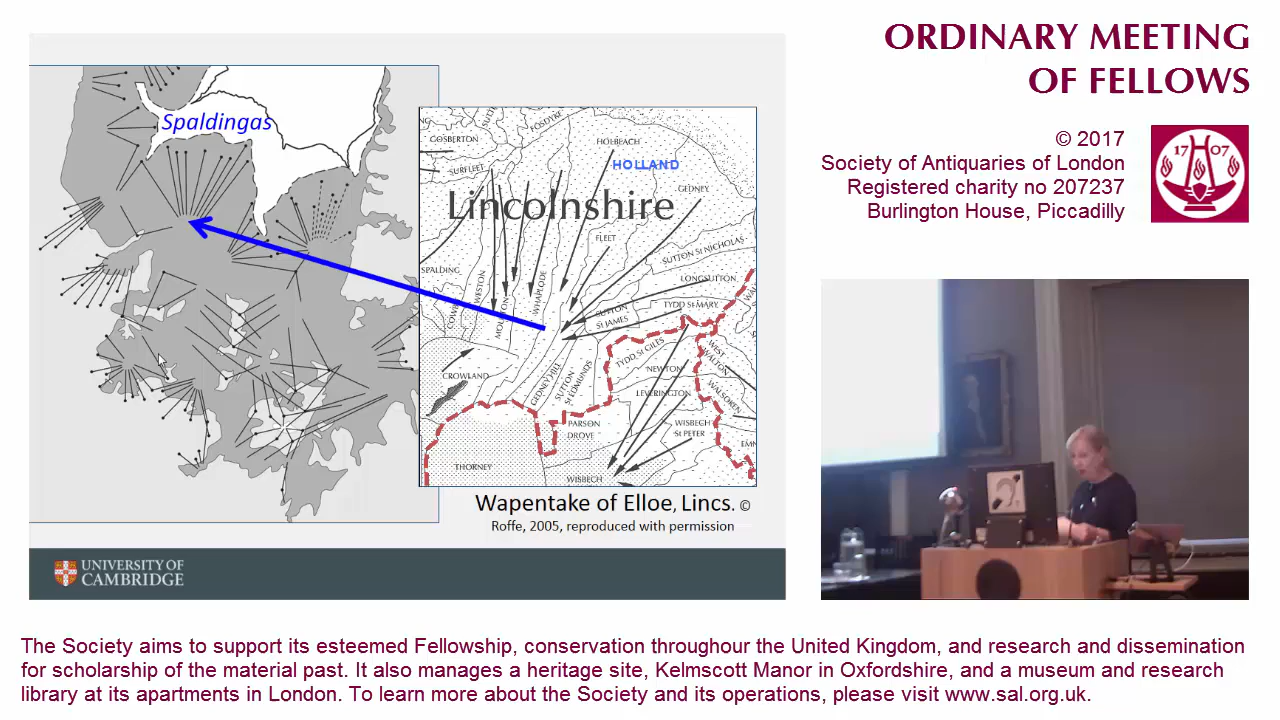 ORDINARY MEETING
OF FELLOWS
© 2017
Society of Antiquaries of London
Registered charity no 207237
Burlington House, Piccadilly
17 07
Spaldingas
GOSBERTON
FOSDYKE
HOLBEACH
HOLLAND
SURFLEET
GEDNEY
Lincolnshire
FLEET
SUTTON ST NICHOLAS
SPALDING
WESTON
MOULTON
WHAPLODE
LONGSUTTON
TYDD ST MARY
SUTTON
ST JAMES
TYDD ST GILES
WEST
WALTON
NEWTON
CROWLAND
GEDNEY HILL
SUTTON
ST EDMUNDS
LEVERINGTON
WALSOKEN
PARSON
DROVE
WISBECH
ST PETER
EMN
THORNEY
WISBECH
Wapentake of Elloe, Lincs. ©
Roffe, 2005, reproduced with permission
UNIVERSITY OF
CAMBRIDGE
The Society aims to support its esteemed Fellowship, conservation throughour the United Kingdom, and research and dissemination
for scholarship of the material past. It also manages a heritage site, Kelmscott Manor in Oxfordshire, and a museum and research
library at its apartments in London. To learn more about the Society and its operations, please visit www.sal.org.uk.